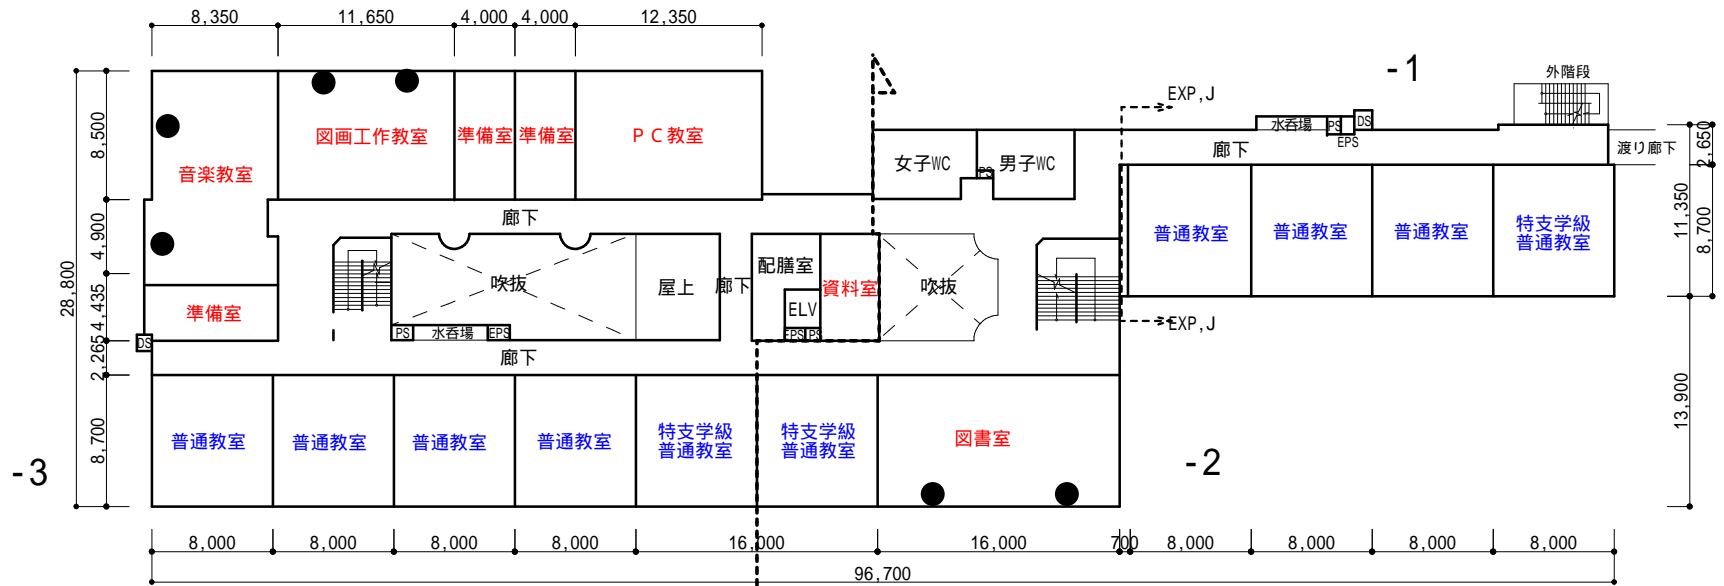 8,350
11,650
4,000
4,000
12,350
-1
外階段
EXP,J
水呑場
PS
DS
EPS
図画工作教室
準備室
準備室
ＰＣ教室
廊下
渡り廊下
2,650
8,500
音楽教室
女子WC
PS
男子WC
廊下
普通教室
普通教室
普通教室
特支学級
普通教室
11,350
8,700
4,900
28,800
吹抜
屋上
廊下
配膳室
ELV
資料室
吹抜
準備室
4,435
PS
水呑場
EPS
EPS
PS
EXP,J
DS
2,265
廊下
13,900
8,700
普通教室
普通教室
普通教室
普通教室
特支学級
普通教室
特支学級
普通教室
図書室
-3
-2
8,000
8,000
8,000
8,000
16,000
16,000
700
8,000
8,000
8,000
8,000
96,700